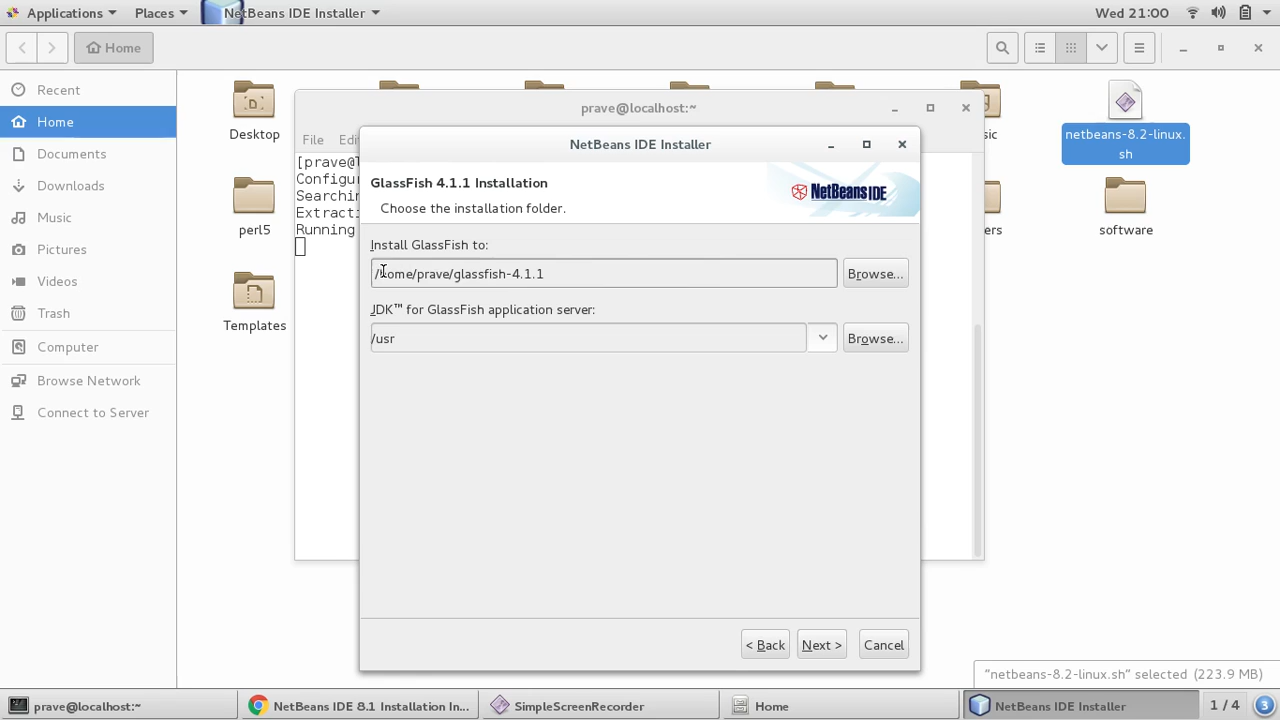 Applications
Places
NetBeans IDE Installer
Wed 21:00
Home
Recent
Home
Documents
Downloads
Music
Pictures
Videos
Trash
Computer
Browse Network
Connect to Server
Desktop
perl5
Templates
netbeans-8.2-linux.
sh
software
prave@localhost:~
File
[prave@
Running
NetBeans IDE Installer
GlassFish 4.1.1 Installation
Choose the installation folder.
NetBeans IDE
Install GlassFish to:
/home/prave/glassfish-4.1.1
Browse...
JDK™ for GlassFish application server:
/usr
Browse...
< Back
Next >
Cancel
"netbeans-8.2-linux.sh" selected (223.9 MB)
prave@localhost:~
NetBeans IDE 8.1 Installation In...
SimpleScreenRecorder
Home
NetBeans IDE Installer
1 / 4
3